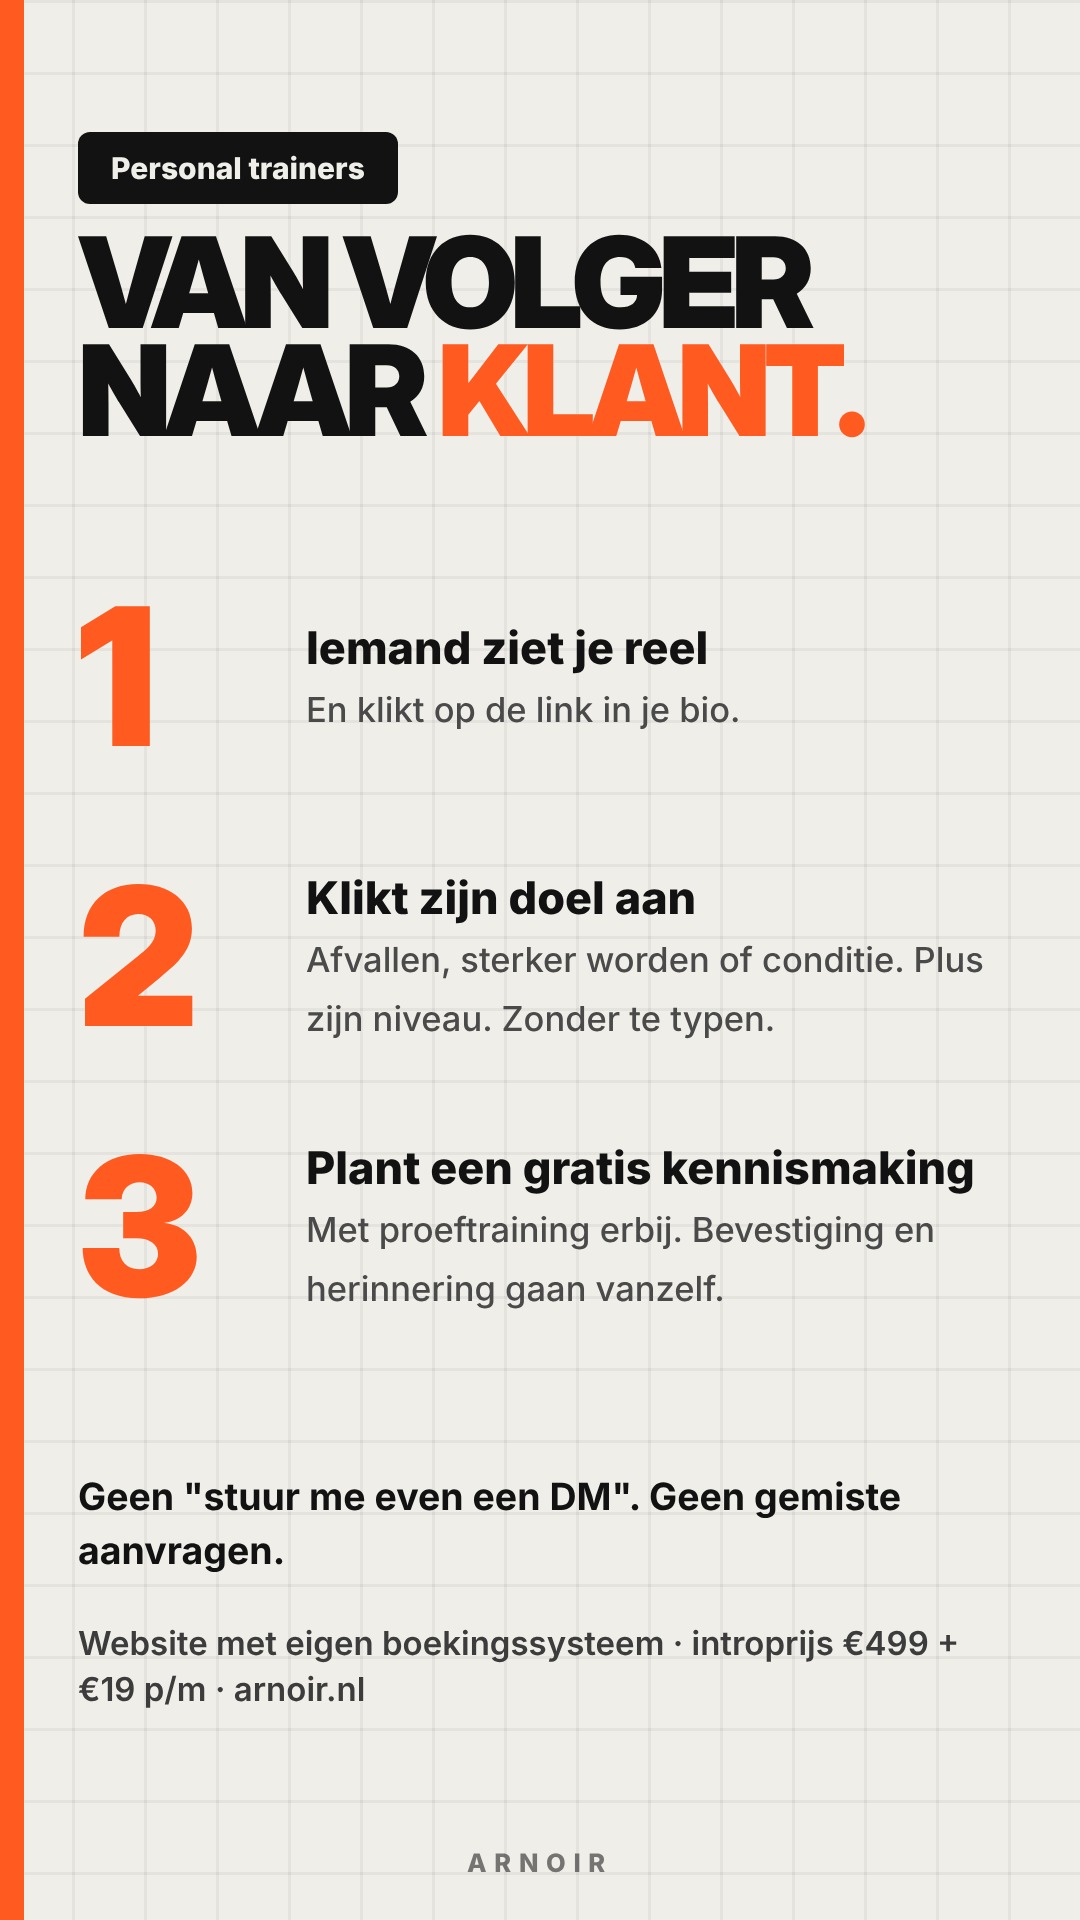 Personal trainers
VAN VOLGER
NAAR KLANT.
1
Iemand ziet je reel
En klikt op de link in je bio.
2
Klikt zijn doel aan
Afvallen, sterker worden of conditie. Plus
zijn niveau. Zonder te typen.
3
Plant een gratis kennismaking
Met proeftraining erbij. Bevestiging en
herinnering gaan vanzelf.
Geen "stuur me even een DM". Geen gemiste
aanvragen.
Website met eigen boekingssysteem · introprijs €499 +
€19 p/m · arnoir.nl
ARNOIR